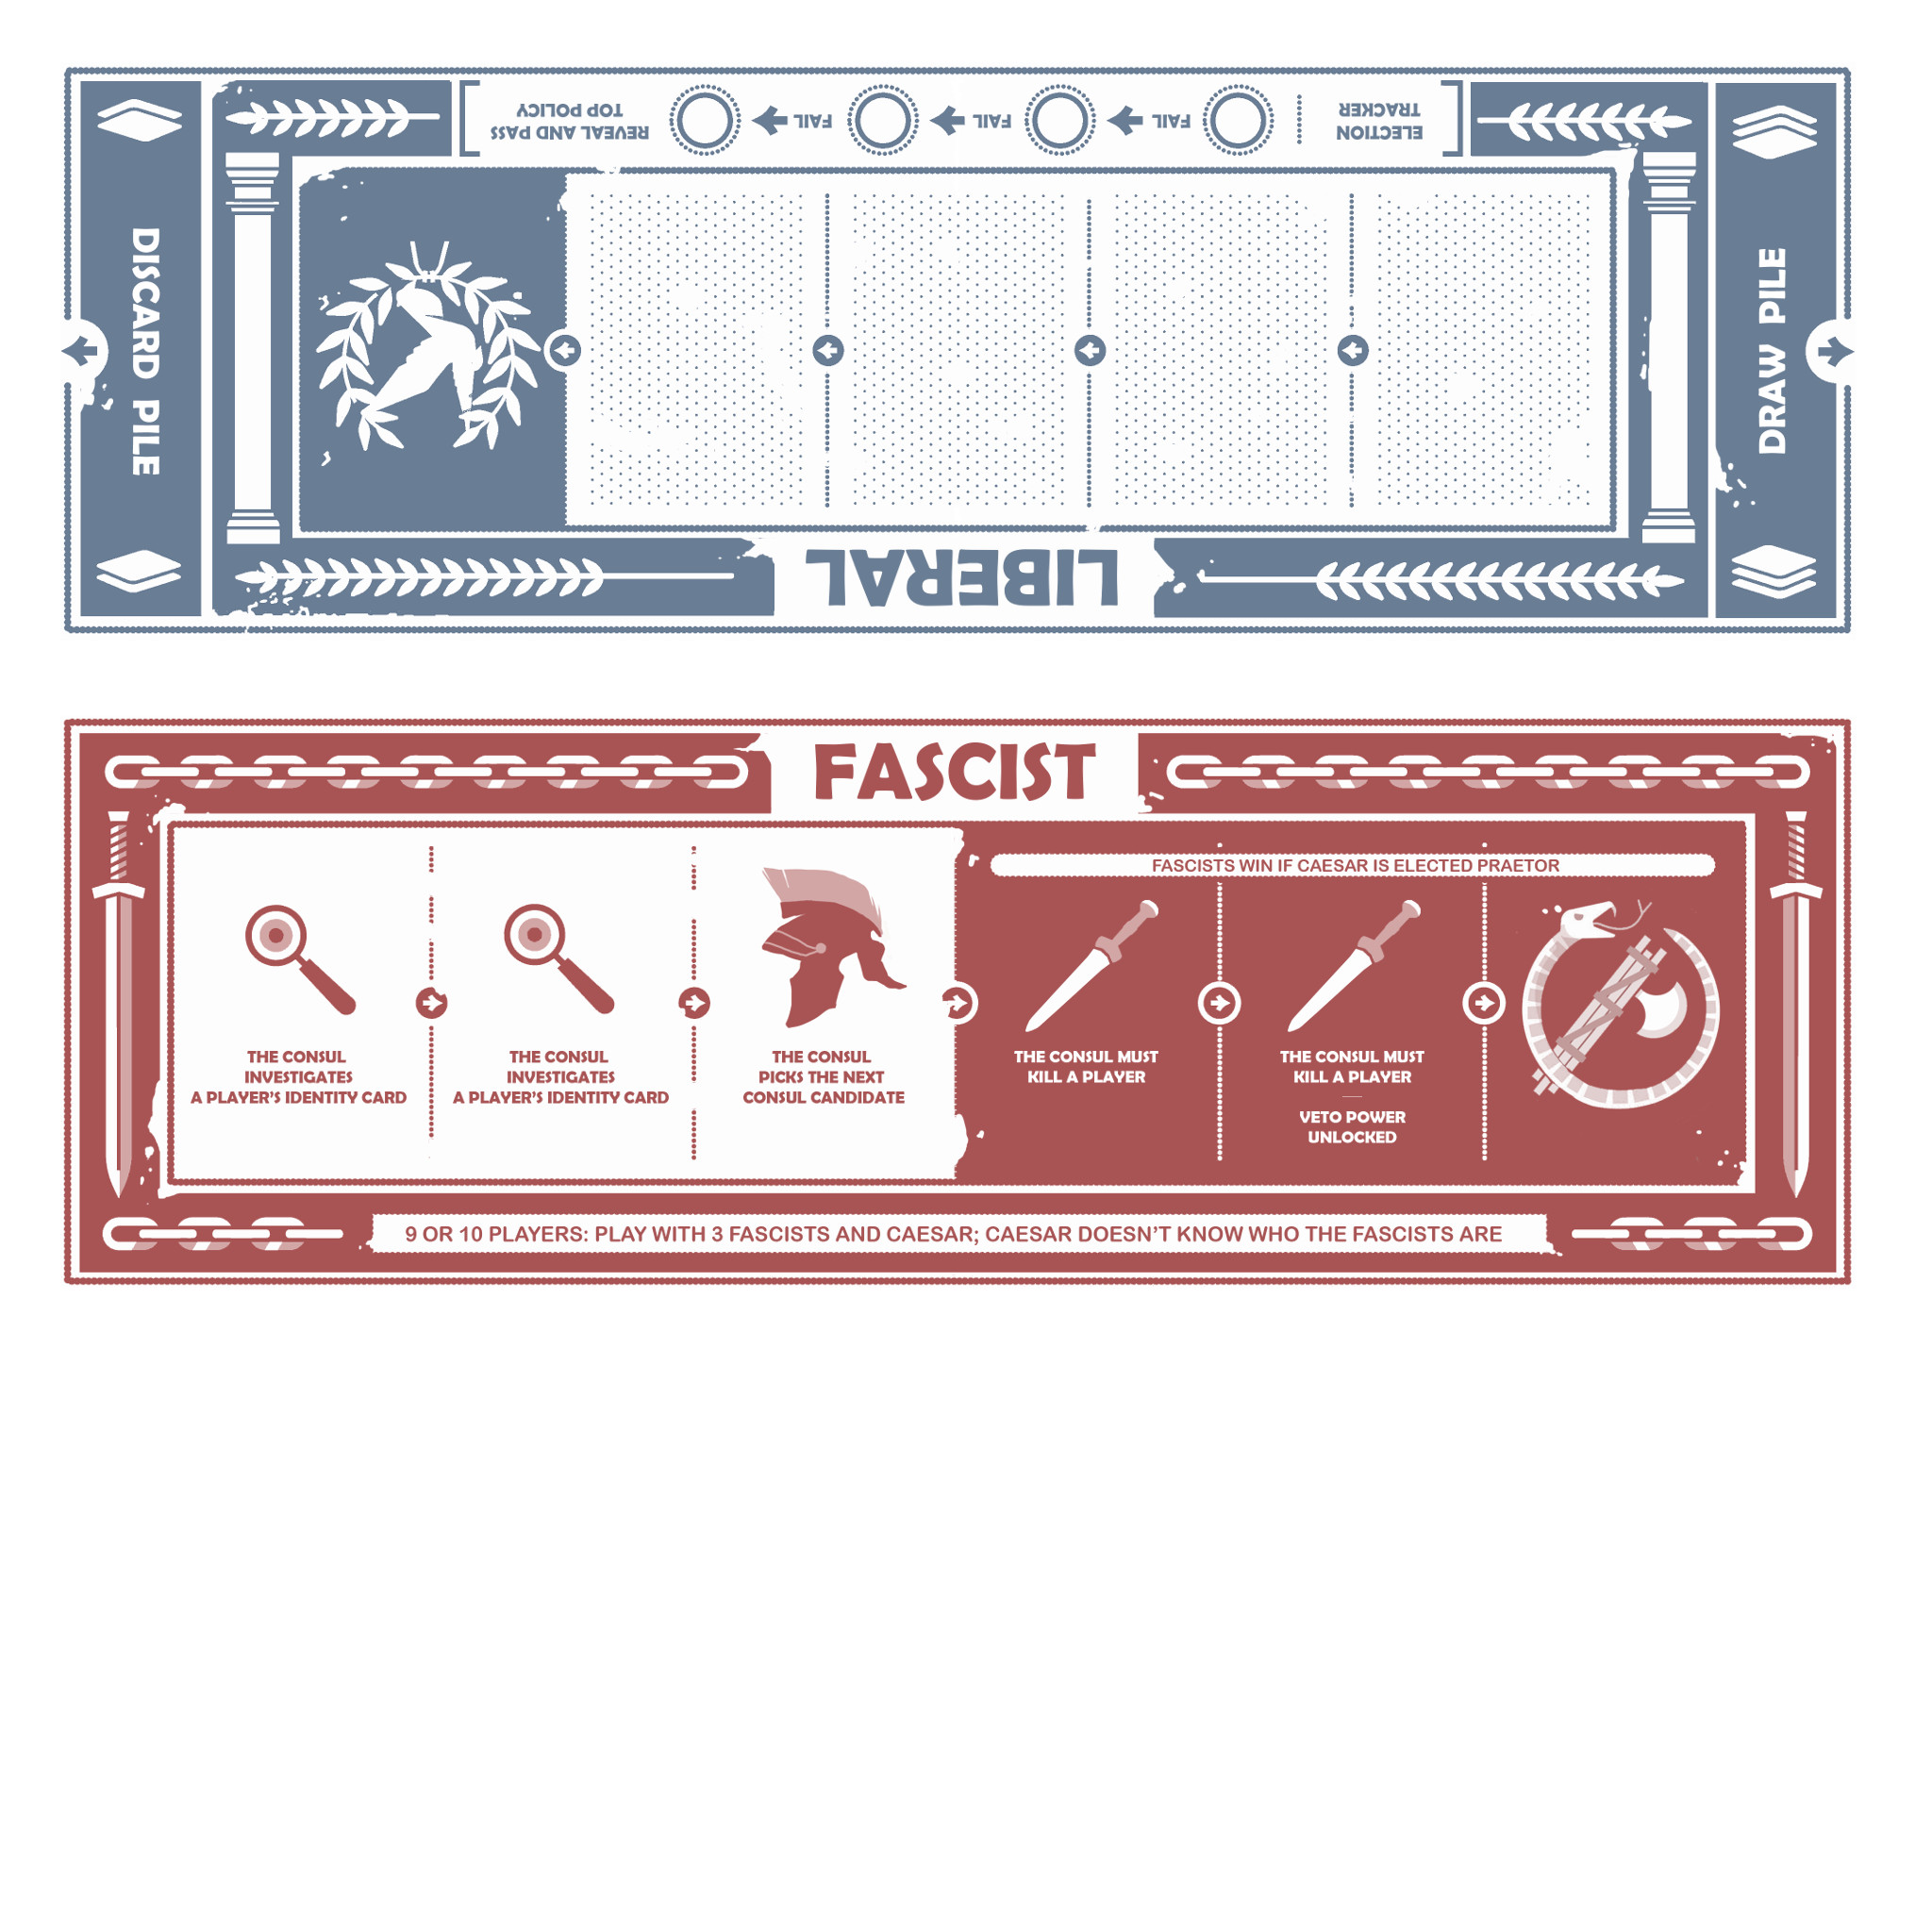 REVEAL AND PASS
TOP POLICY
FAIL
FAIL
FAIL
ELECTION
TRACKER
DISCARD PILE
DRAW PILE
LIBERAL
FASCIST
FASCISTS WIN IF CAESAR IS ELECTED PRAETOR
THE CONSUL
INVESTIGATES
A PLAYER’S IDENTITY CARD
THE CONSUL
INVESTIGATES
A PLAYER’S IDENTITY CARD
THE CONSUL
PICKS THE NEXT
CONSUL CANDIDATE
THE CONSUL MUST
KILL A PLAYER
THE CONSUL MUST
KILL A PLAYER
VETO POWER
UNLOCKED
9 OR 10 PLAYERS: PLAY WITH 3 FASCISTS AND CAESAR; CAESAR DOESN’T KNOW WHO THE FASCISTS ARE